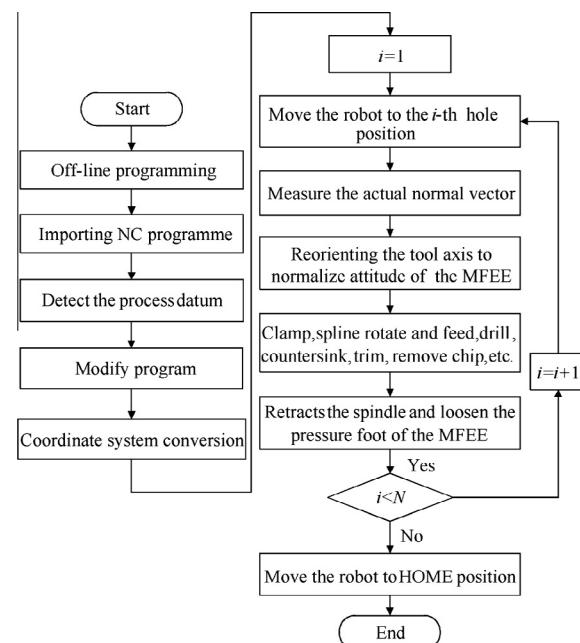 Start
Off-line programming
Importing NC programme
Detect the process datum
Modify program
Coordinate system conversion
i=1
Move the robot to the i-th hole
position
Measure the actual normal vector
Reorienting the tool axis to
normalize attitude of the MFEE
Clamp,spline rotate and feed,drill,
countersink,trim, remove chip,etc.
i=i+1
Retracts the spindle and loosen the
pressure foot of the MFEE
Yes
i<N
No
Move the robot to HOME position
End